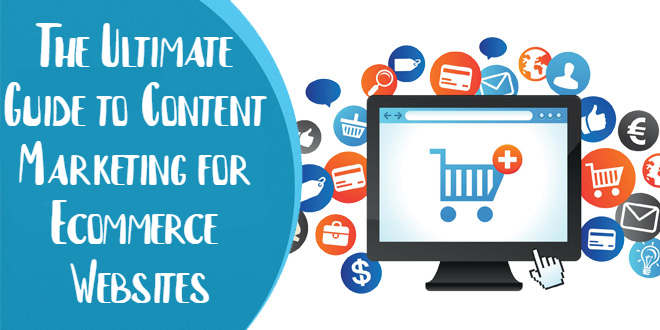 The Ultimate
Guide to Content
Marketing for
Ecommerce
Websites